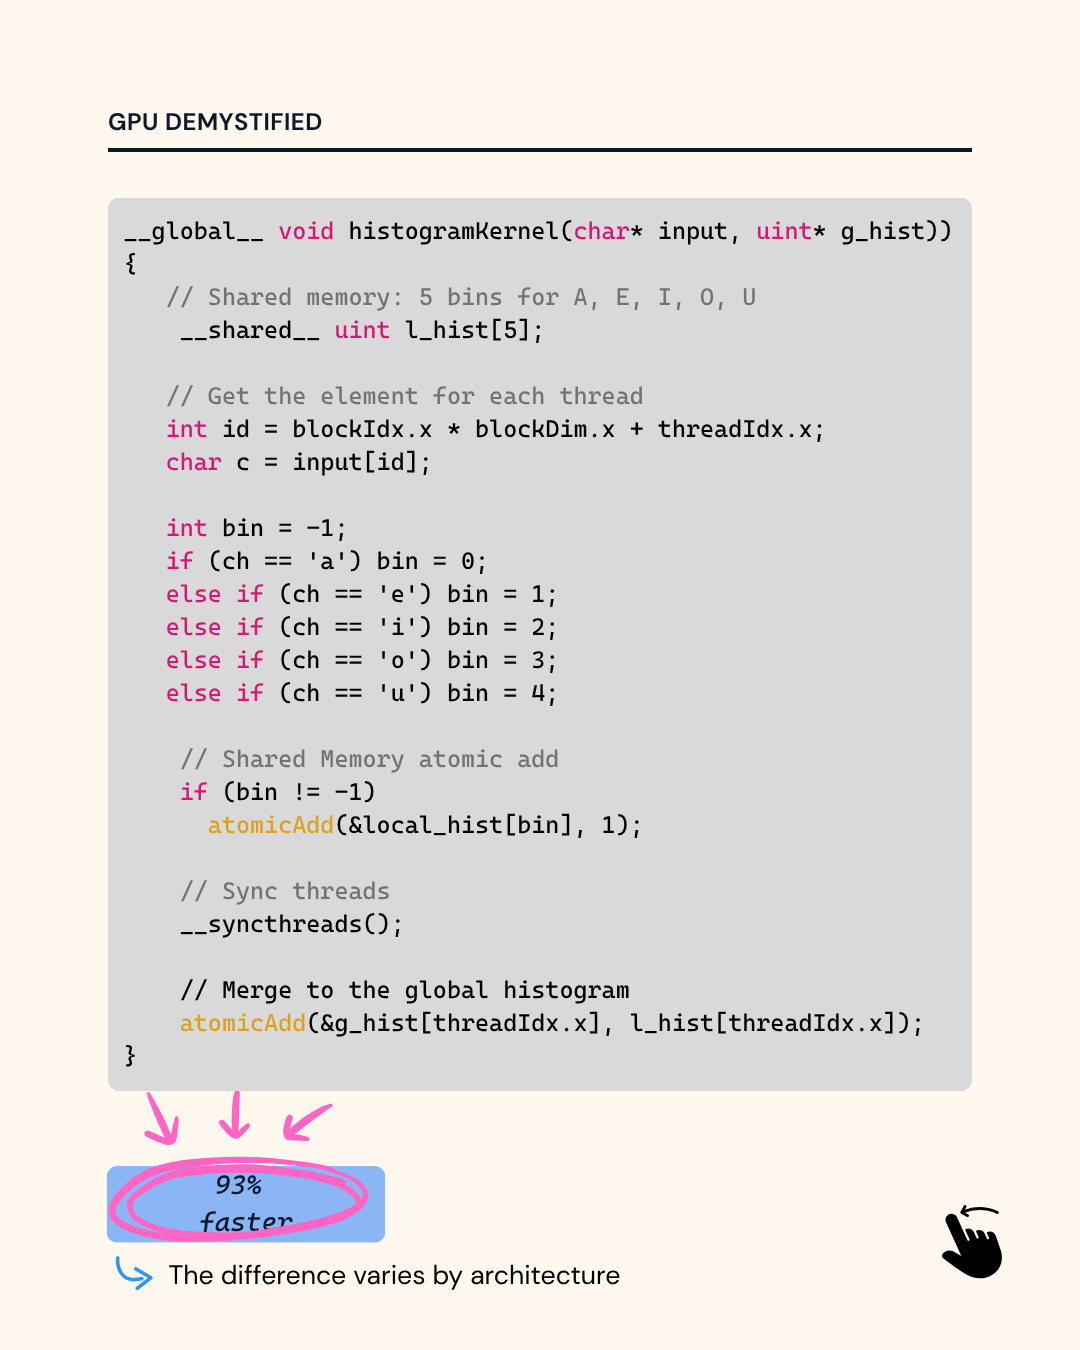 GPU DEMYSTIFIED
__global__ void histogramKernel(char* input, uint* g_hist))
{
   // Shared memory: 5 bins for A, E, I, O, U
    __shared__ uint l_hist[5];

   // Get the element for each thread
   int id = blockIdx.x * blockDim.x + threadIdx.x;
   char c = input[id];

   int bin = -1;
   if (ch == 'a') bin = 0;
   else if (ch == 'e') bin = 1;
   else if (ch == 'i') bin = 2;
   else if (ch == 'o') bin = 3;
   else if (ch == 'u') bin = 4;

    // Shared Memory atomic add
    if (bin != -1)
      atomicAdd(&local_hist[bin], 1);

    // Sync threads
    __syncthreads();

    // Merge to the global histogram
    atomicAdd(&g_hist[threadIdx.x], l_hist[threadIdx.x]);
}
93%
faster
The difference varies by architecture